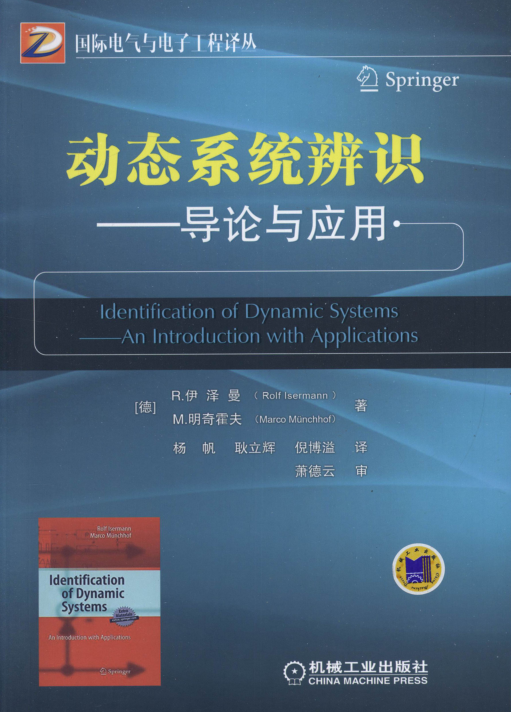 国际电气与电子工程译丛
Springer
动态系统辨识
——导论与应用
Identification of Dynamic Systems
——An Introduction with Applications
[德]
R.伊泽曼（Rolf Isermann）
M.明奇霍夫（Marco Münchhof）
著
杨帆 耿立辉 倪博溢 译
萧德云 审
Rolf Isermann
Marco Münchhof
Identification
of Dynamic
Systems
An Introduction with Applications
Springer
机械工业出版社
CHINA MACHINE PRESS